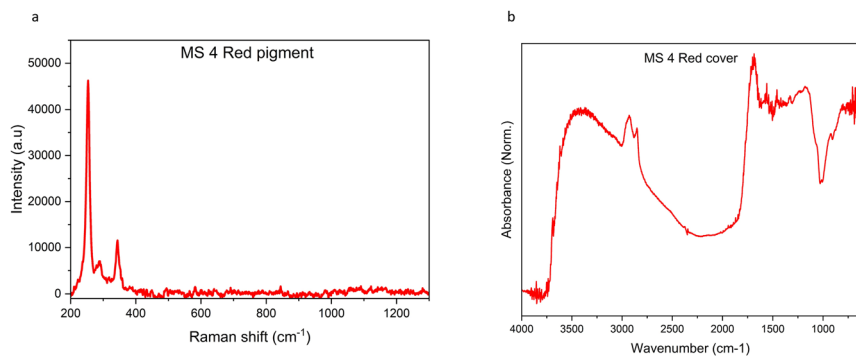 a
MS 4 Red pigment
50000
40000
30000
20000
10000
0
Intensity (a.u)
200 400 600 800 1000 1200
Raman shift (cm-1)
b
MS 4 Red cover
Absorbance (Norm.)
4000 3500 3000 2500 2000 1500 1000
Wavenumber (cm-1)